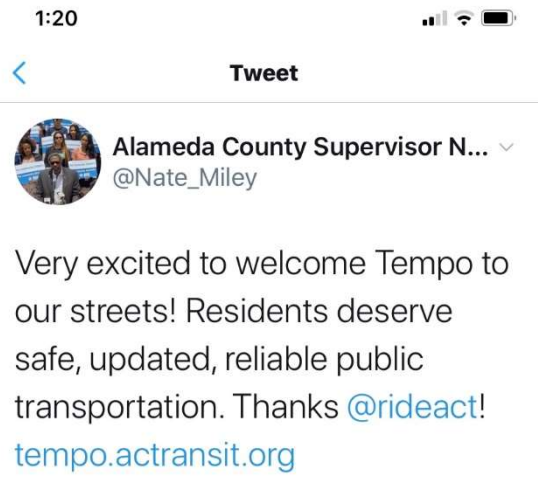 1:20
Tweet
Alameda County Supervisor N...
@Nate_Miley
Very excited to welcome Tempo to
our streets! Residents deserve
safe, updated, reliable public
transportation. Thanks @rideact!
tempo.actransit.org